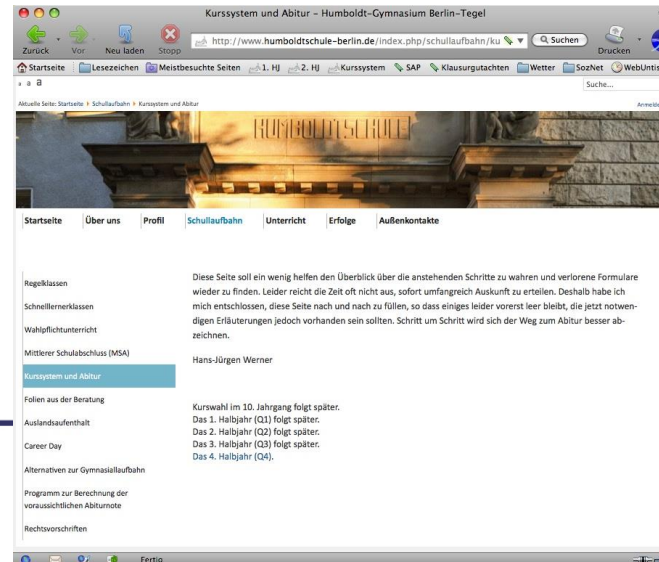 Kurssystem und Abitur – Humboldt-Gymnasium Berlin-Tegel
Zurück Vor Neu laden Stopp http://www.humboldtschule-berlin.de/index.php/schullaufbahn/ku Suchen Drucken
Startseite Lesezeichen Meistbesuchte Seiten 1. HJ 2. HJ Kurssystem SAP Klausurgutachten Wetter SozNet WebUntis
a a a Suche...
Aktuelle Seite: Startseite Schullaufbahn Kurssystem und Abitur Anmelde
HUMBOLDTSCHULE
Startseite Über uns Profil Schullaufbahn Unterricht Erfolge Außenkontakte
Regelklassen
Schnelllernerklassen
Wahlpflichtunterricht
Mittlerer Schulabschluss (MSA)
Kurssystem und Abitur
Folien aus der Beratung
Auslandsaufenthalt
Career Day
Alternativen zur Gymnasiallaufbahn
Programm zur Berechnung der
voraussichtlichen Abiturnote
Rechtsvorschriften
Diese Seite soll ein wenig helfen den Überblick über die anstehenden Schritte zu wahren und verlorene Formulare
wieder zu finden. Leider reicht die Zeit oft nicht aus, sofort umfangreich Auskunft zu erteilen. Deshalb habe ich
mich entschlossen, diese Seite nach und nach zu füllen, so dass einiges leider vorerst leer bleibt, die jetzt notwen-
digen Erläuterungen jedoch vorhanden sein sollten. Schritt um Schritt wird sich der Weg zum Abitur besser ab-
zeichnen.
Hans-Jürgen Werner
Kurswahl im 10. Jahrgang folgt später.
Das 1. Halbjahr (Q1) folgt später.
Das 2. Halbjahr (Q2) folgt später.
Das 3. Halbjahr (Q3) folgt später.
Das 4. Halbjahr (Q4).
Fertig